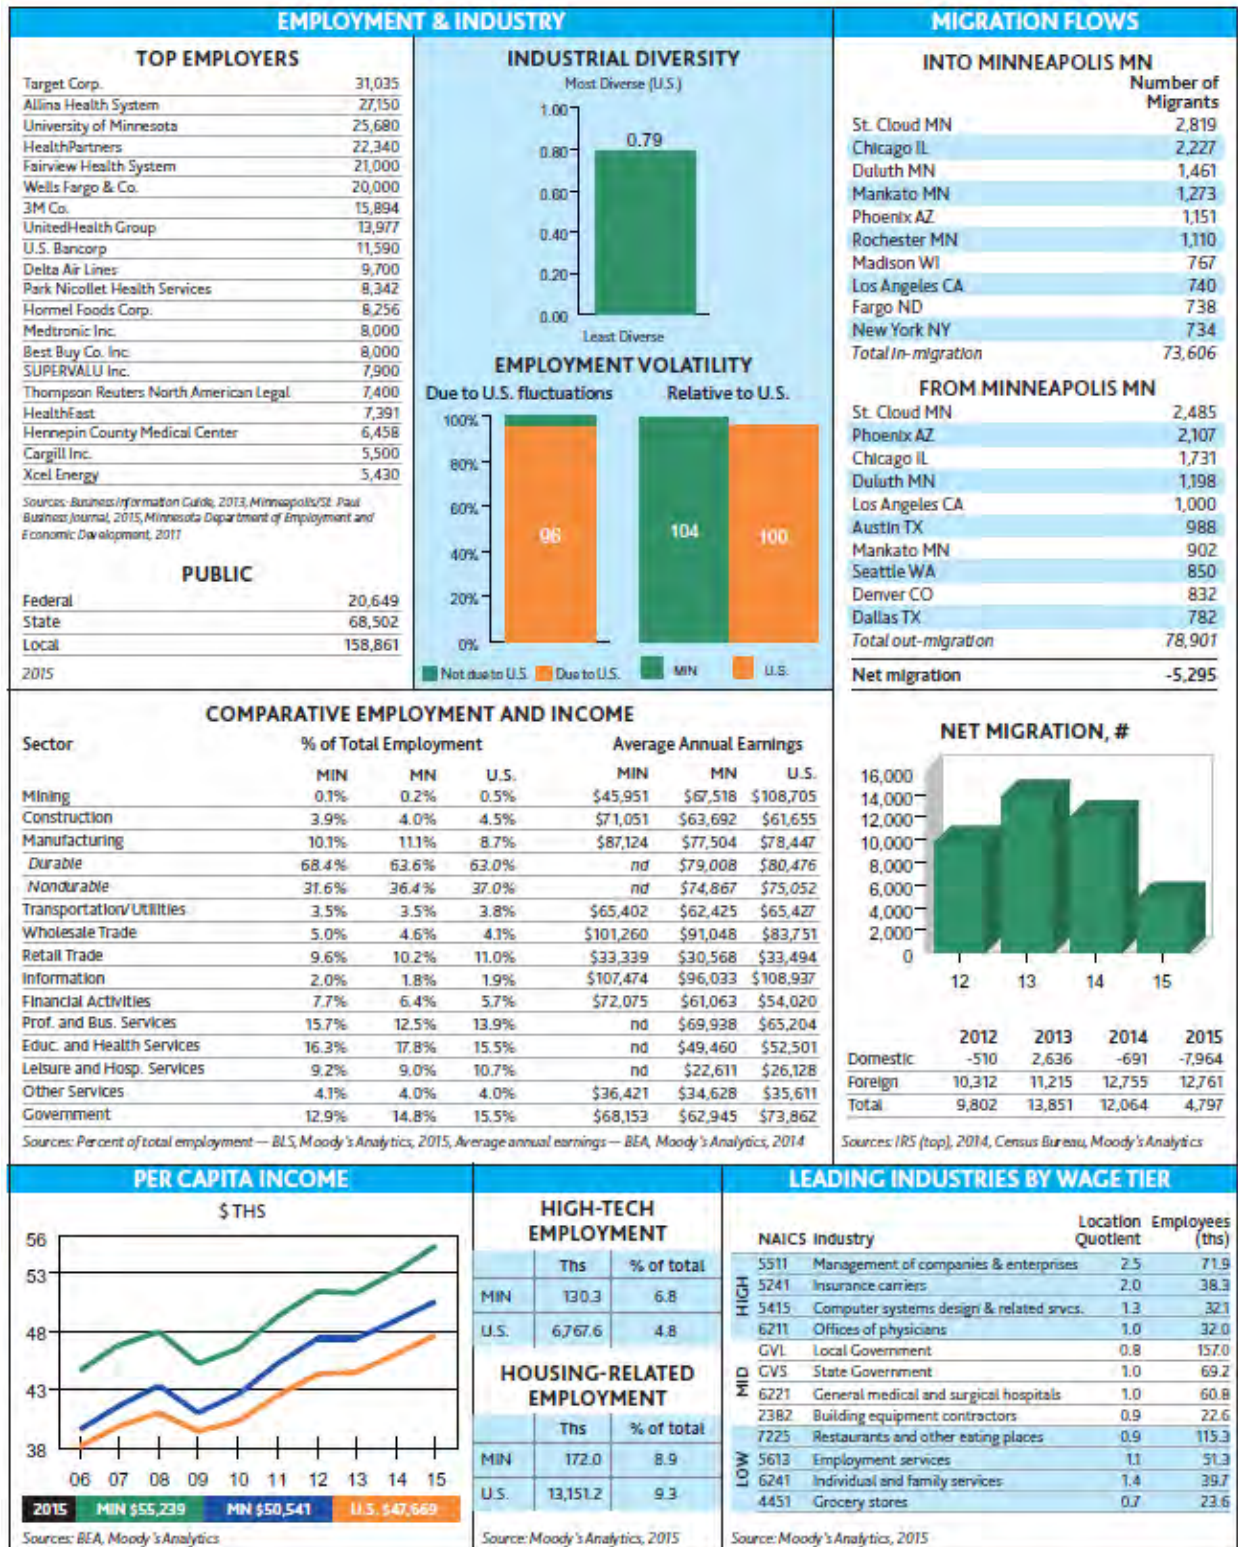 EMPLOYMENT & INDUSTRY
TOP EMPLOYERS
Target Corp. 31,035
Allina Health System 27,150
University of Minnesota 25,680
HealthPartners 22,340
Fairview Health System 21,000
Wells Fargo & Co. 20,000
3M Co. 15,894
UnitedHealth Group 13,977
U.S. Bancorp 11,590
Delta Air Lines 9,700
Park Nicollet Health Services 8,342
Hormel Foods Corp. 8,256
Medtronic Inc. 8,000
Best Buy Co. Inc. 8,000
SUPERVALU Inc. 7,900
Thompson Reuters North American Legal 7,400
HealthEast 7,391
Hennepin County Medical Center 6,458
Cargill Inc. 5,500
Xcel Energy 5,430
Sources: Business Information Guide, 2013, Minneapolis/St. Paul
Business Journal, 2015, Minnesota Department of Employment and
Economic Development, 2011
PUBLIC
Federal 20,649
State 68,502
Local 158,861
2015
INDUSTRIAL DIVERSITY
Most Diverse (U.S.)
1.00
0.80
0.60
0.40
0.20
0.00
0.79
Least Diverse
EMPLOYMENT VOLATILITY
Due to U.S. fluctuations Relative to U.S.
100%
80%
60%
40%
20%
0%
96 104 100
Not due to U.S. Due to U.S. MIN U.S.
MIGRATION FLOWS
INTO MINNEAPOLIS MN
Number of
Migrants
St. Cloud MN 2,819
Chicago IL 2,227
Duluth MN 1,461
Mankato MN 1,273
Phoenix AZ 1,151
Rochester MN 1,110
Madison WI 767
Los Angeles CA 740
Fargo ND 738
New York NY 734
Total in-migration 73,606
FROM MINNEAPOLIS MN
St. Cloud MN 2,485
Phoenix AZ 2,107
Chicago IL 1,731
Duluth MN 1,198
Los Angeles CA 1,000
Austin TX 988
Mankato MN 902
Seattle WA 850
Denver CO 832
Dallas TX 782
Total out-migration 78,901
Net migration -5,295
COMPARATIVE EMPLOYMENT AND INCOME
Sector % of Total Employment Average Annual Earnings
MIN MN U.S. MIN MN U.S.
Mining 0.1% 0.2% 0.5% $45,951 $67,518 $108,705
Construction 3.9% 4.0% 4.5% $71,051 $63,692 $61,655
Manufacturing 10.1% 11.1% 8.7% $87,124 $77,504 $78,447
Durable 68.4% 63.6% 63.0% nd $79,008 $80,476
Nondurable 31.6% 36.4% 37.0% nd $74,867 $75,052
Transportation/Utilities 3.5% 3.5% 3.8% $65,402 $62,425 $65,427
Wholesale Trade 5.0% 4.6% 4.1% $101,260 $91,048 $83,751
Retail Trade 9.6% 10.2% 11.0% $33,339 $30,568 $33,494
Information 2.0% 1.8% 1.9% $107,474 $96,033 $108,937
Financial Activities 7.7% 6.4% 5.7% $72,075 $61,063 $54,020
Prof. and Bus. Services 15.7% 12.5% 13.9% nd $69,938 $65,204
Educ. and Health Services 16.3% 17.8% 15.5% nd $49,460 $52,501
Leisure and Hosp. Services 9.2% 9.0% 10.7% nd $22,611 $26,128
Other Services 4.1% 4.0% 4.0% $36,421 $34,628 $35,611
Government 12.9% 14.8% 15.5% $68,153 $62,945 $73,862
Sources: Percent of total employment — BLS, Moody's Analytics, 2015, Average annual earnings — BEA, Moody's Analytics, 2014
NET MIGRATION, #
16,000
14,000
12,000
10,000
8,000
6,000
4,000
2,000
0
12 13 14 15
2012 2013 2014 2015
Domestic -510 2,636 -691 -7,964
Foreign 10,312 11,215 12,755 12,761
Total 9,802 13,851 12,064 4,797
Sources: IRS (top), 2014, Census Bureau, Moody's Analytics
PER CAPITA INCOME
$ THS
56
53
48
43
38
06 07 08 09 10 11 12 13 14 15
2015 MIN $55,239 MN $50,541 U.S. $47,669
Sources: BEA, Moody's Analytics
HIGH-TECH
EMPLOYMENT
Ths % of total
MIN 130.3 6.8
U.S. 6,767.6 4.8
HOUSING-RELATED
EMPLOYMENT
Ths % of total
MIN 172.0 8.9
U.S. 13,151.2 9.3
Source: Moody's Analytics, 2015
LEADING INDUSTRIES BY WAGE TIER
Location Employees
NAICS Industry Quotient (ths)
HIGH
5511 Management of companies & enterprises 2.5 71.9
5241 Insurance carriers 2.0 38.3
5415 Computer systems design & related srvcs. 1.3 32.1
6211 Offices of physicians 1.0 32.0
MID
GVL Local Government 0.8 157.0
GVS State Government 1.0 69.2
6221 General medical and surgical hospitals 1.0 60.8
2382 Building equipment contractors 0.9 22.6
LOW
7225 Restaurants and other eating places 0.9 115.3
5613 Employment services 1.1 51.3
6241 Individual and family services 1.4 39.7
4451 Grocery stores 0.7 23.6
Source: Moody's Analytics, 2015